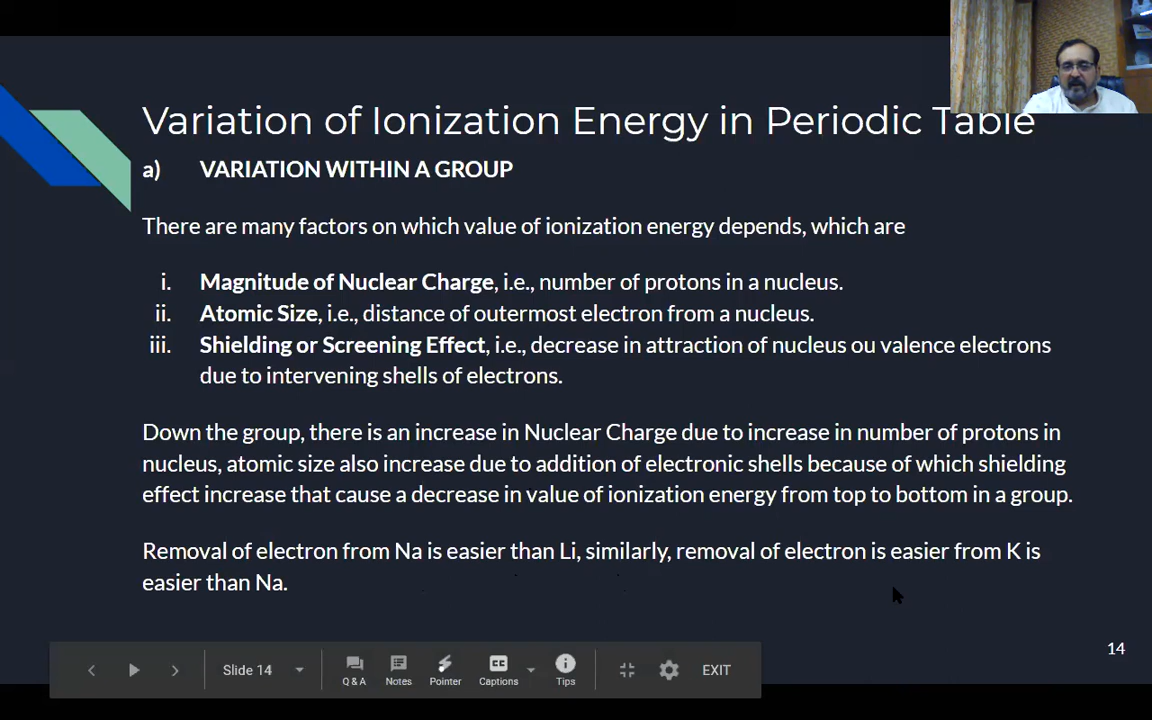 Variation of Ionization Energy in Periodic Table
a) VARIATION WITHIN A GROUP
There are many factors on which value of ionization energy depends, which are
i. Magnitude of Nuclear Charge, i.e., number of protons in a nucleus.
ii. Atomic Size, i.e., distance of outermost electron from a nucleus.
iii. Shielding or Screening Effect, i.e., decrease in attraction of nucleus ou valence electrons
due to intervening shells of electrons.
Down the group, there is an increase in Nuclear Charge due to increase in number of protons in
nucleus, atomic size also increase due to addition of electronic shells because of which shielding
effect increase that cause a decrease in value of ionization energy from top to bottom in a group.
Removal of electron from Na is easier than Li, similarly, removal of electron is easier from K is
easier than Na.
14
Slide 14
Q & A
Notes
Pointer
CC
Captions
Tips
EXIT